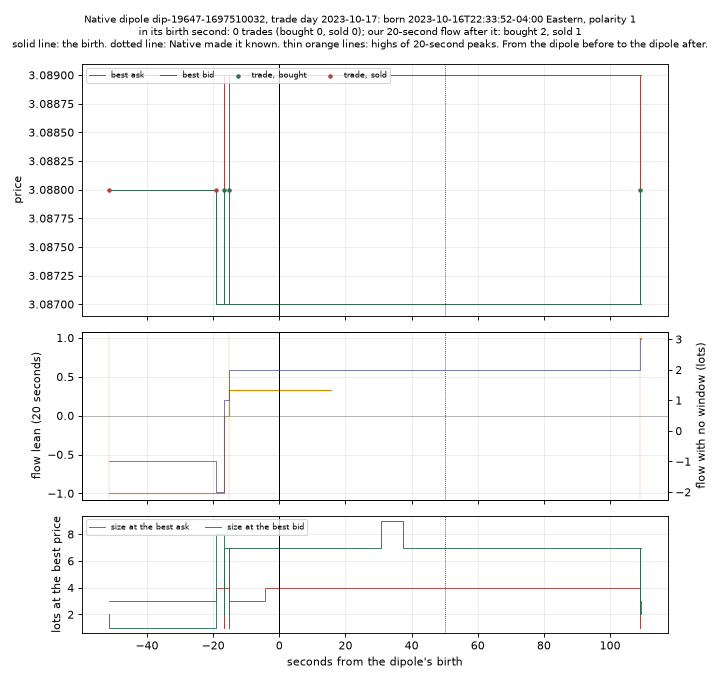 Native dipole dip-19647-1697510032, trade day 2023-10-17: born 2023-10-16T22:33:52-04:00 Eastern, polarity 1
in its birth second: 0 trades (bought 0, sold 0); our 20-second flow after it: bought 2, sold 1
solid line: the birth. dotted line: Native made it known. thin orange lines: highs of 20-second peaks. From the dipole before to the dipole after.
best ask
best bid
trade, bought
trade, sold
3.08900
3.08875
3.08850
3.08825
3.08800
3.08775
3.08750
3.08725
3.08700
price
1.0
0.5
0.0
−0.5
−1.0
flow lean (20 seconds)
3
2
1
0
−1
−2
flow with no window (lots)
size at the best ask
size at the best bid
8
6
4
2
lots at the best price
−40
−20
0
20
40
60
80
100
seconds from the dipole's birth